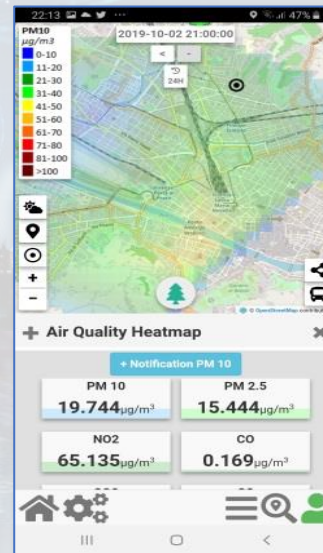 22:13
47%
PM10
µg/m3
0-10
11-20
21-30
31-40
41-50
51-60
61-70
71-80
81-100
>100
2019-10-02 21:00:00
<
-
24H
+
-
© OpenStreetMap
Air Quality Heatmap
+ Notification PM 10
PM 10
19.744µg/m³
PM 2.5
15.444µg/m³
NO2
65.135µg/m³
CO
0.169µg/m³